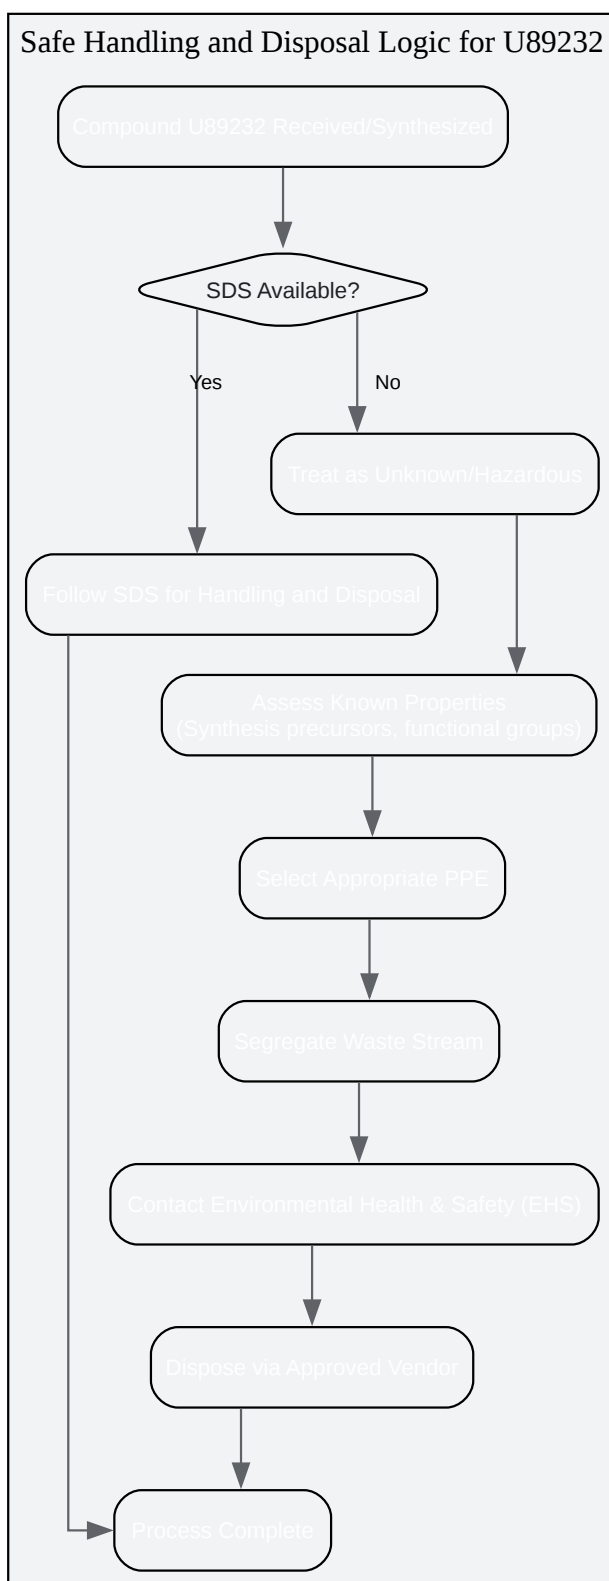 Safe Handling and Disposal Logic for U89232
Compound U89232 Received/Synthesized
SDS Available?
Yes
No
Treat as Unknown/Hazardous
Follow SDS for Handling and Disposal
Assess Known Properties
(Synthesis precursors, functional groups)
Select Appropriate PPE
Segregate Waste Stream
Contact Environmental Health & Safety (EHS)
Dispose via Approved Vendor
Process Complete